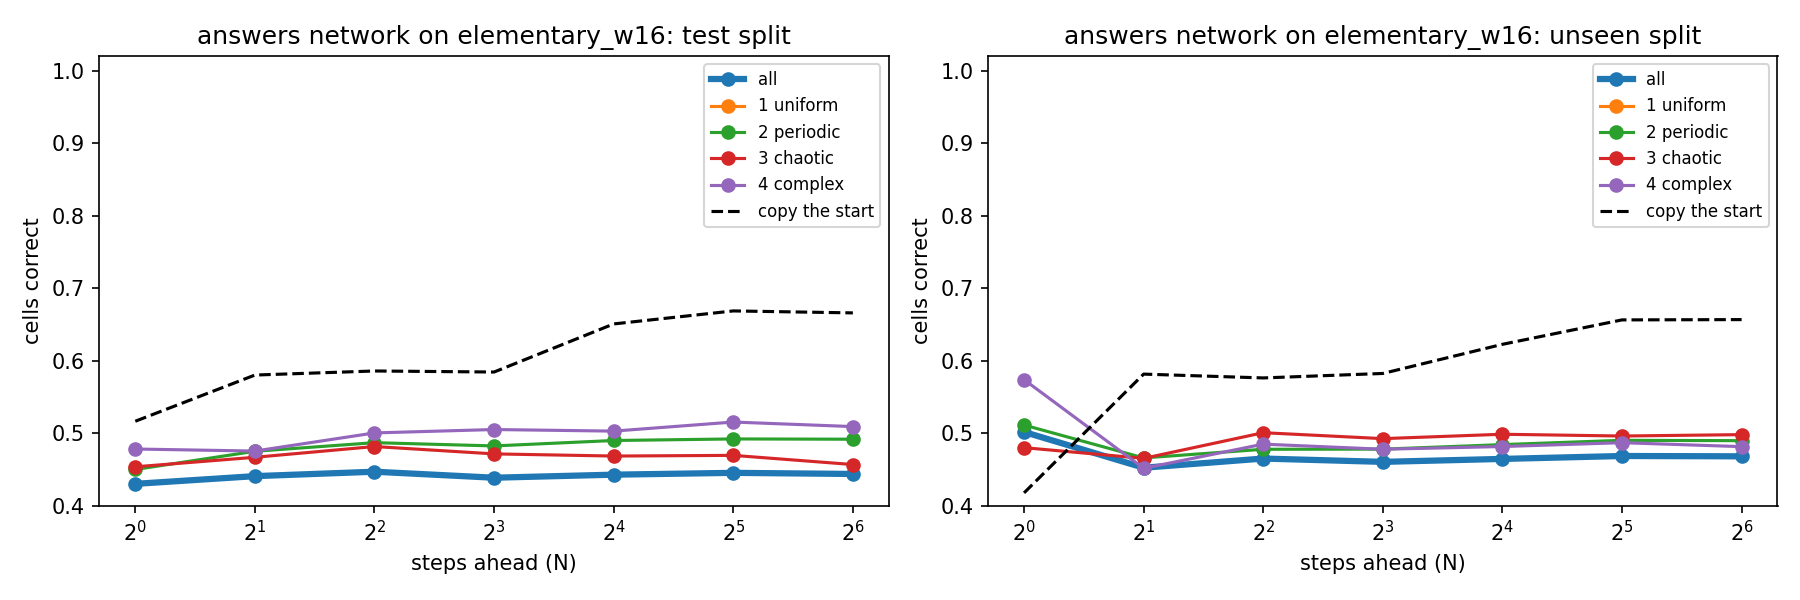 answers network on elementary_w16: test split
1.0
0.9
0.8
0.7
0.6
0.5
0.4
cells correct
all
1 uniform
2 periodic
3 chaotic
4 complex
copy the start
2^0 2^1 2^2 2^3 2^4 2^5 2^6
steps ahead (N)
answers network on elementary_w16: unseen split
1.0
0.9
0.8
0.7
0.6
0.5
0.4
cells correct
all
1 uniform
2 periodic
3 chaotic
4 complex
copy the start
2^0 2^1 2^2 2^3 2^4 2^5 2^6
steps ahead (N)